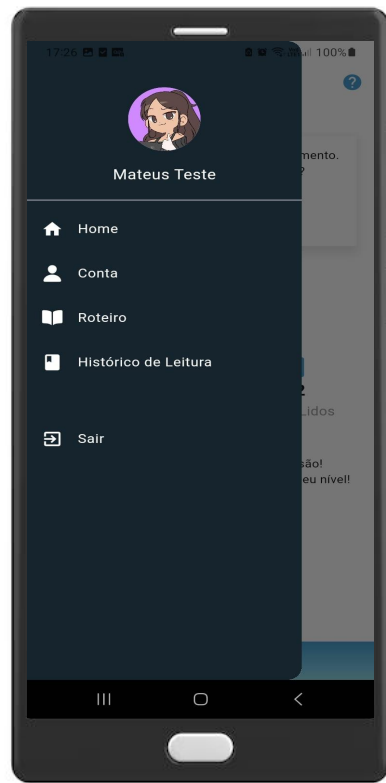 17:26
100%
?
mento.
?
Mateus Teste
Home
Conta
Roteiro
Histórico de Leitura
2
Lidos
Sair
são!
eu nível!